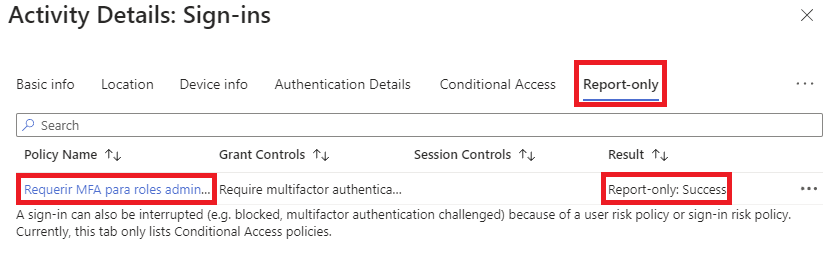 Activity Details: Sign-ins
Basic info Location Device info Authentication Details Conditional Access Report-only
Search
Policy Name Grant Controls Session Controls Result
Requerir MFA para roles admin... Require multifactor authentica... Report-only: Success
A sign-in can also be interrupted (e.g. blocked, multifactor authentication challenged) because of a user risk policy or sign-in risk policy.
Currently, this tab only lists Conditional Access policies.